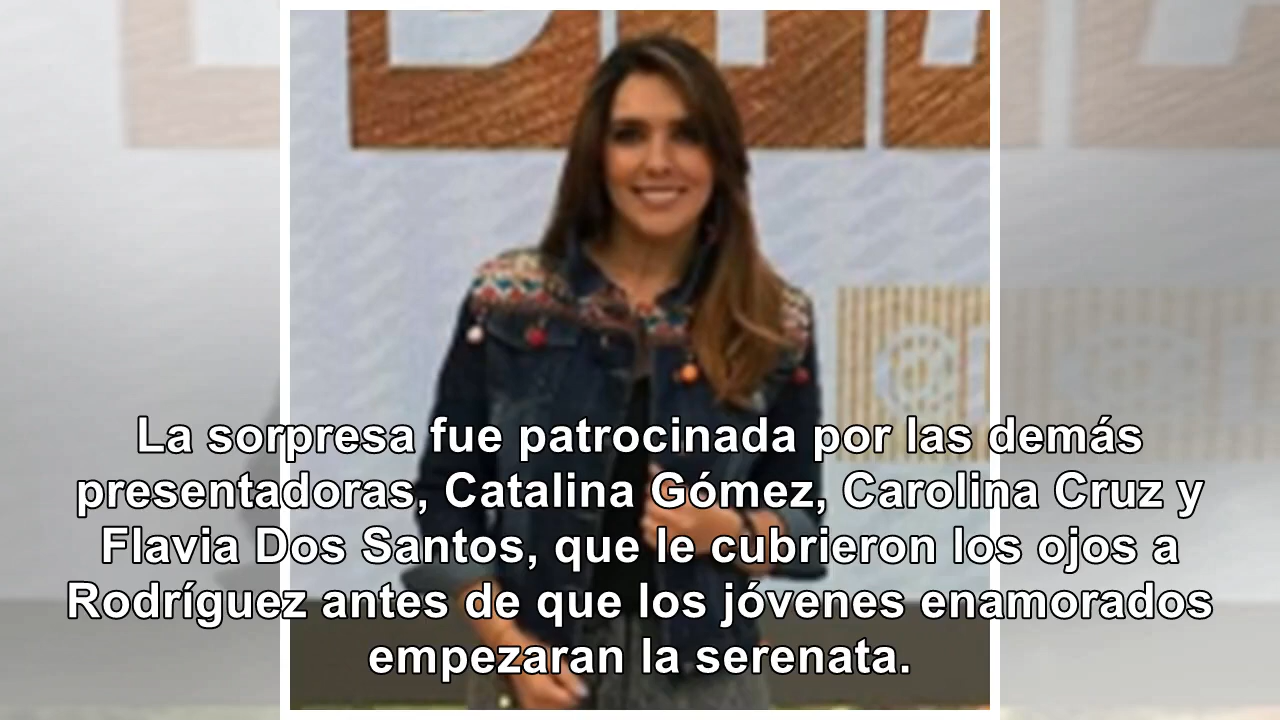 La sorpresa fue patrocinada por las demás
presentadoras, Catalina Gómez, Carolina Cruz y
Flavia Dos Santos, que le cubrieron los ojos a
Rodríguez antes de que los jóvenes enamorados
empezaran la serenata.